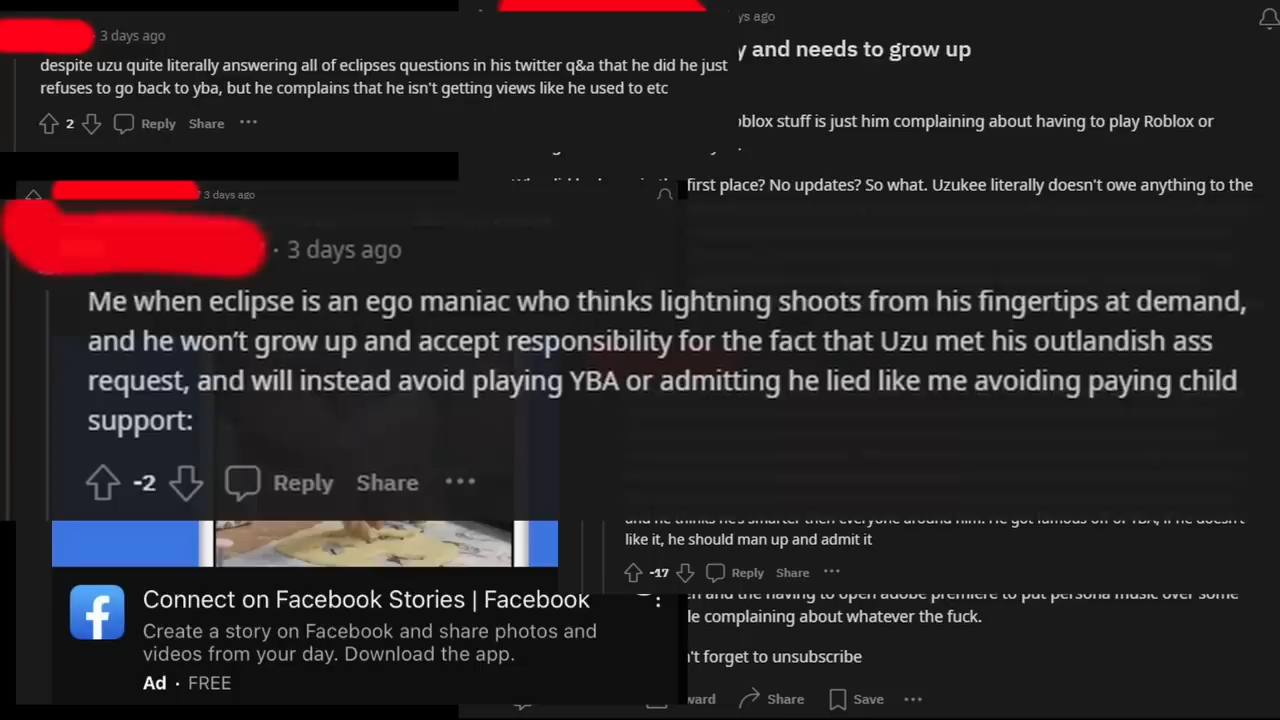 3 days ago
despite uzu quite literally answering all of eclipses questions in his twitter q&a that he did he just
refuses to go back to yba, but he complains that he isn't getting views like he used to etc
2 Reply Share
ys ago
y and needs to grow up
blox stuff is just him complaining about having to play Roblox or
first place? No updates? So what. Uzukee literally doesn't owe anything to the
3 days ago
· 3 days ago
Me when eclipse is an ego maniac who thinks lightning shoots from his fingertips at demand,
and he won't grow up and accept responsibility for the fact that Uzu met his outlandish ass
request, and will instead avoid playing YBA or admitting he lied like me avoiding paying child
support:
-2 Reply Share
and he thinks he's smarter then everyone around him. He got famous off of YBA, if he doesn't
like it, he should man up and admit it
-17 Reply Share
and the having to open adobe premiere to put persona music over some
le complaining about whatever the fuck.
't forget to unsubscribe
ward Share Save
Connect on Facebook Stories | Facebook
Create a story on Facebook and share photos and
videos from your day. Download the app.
Ad · FREE